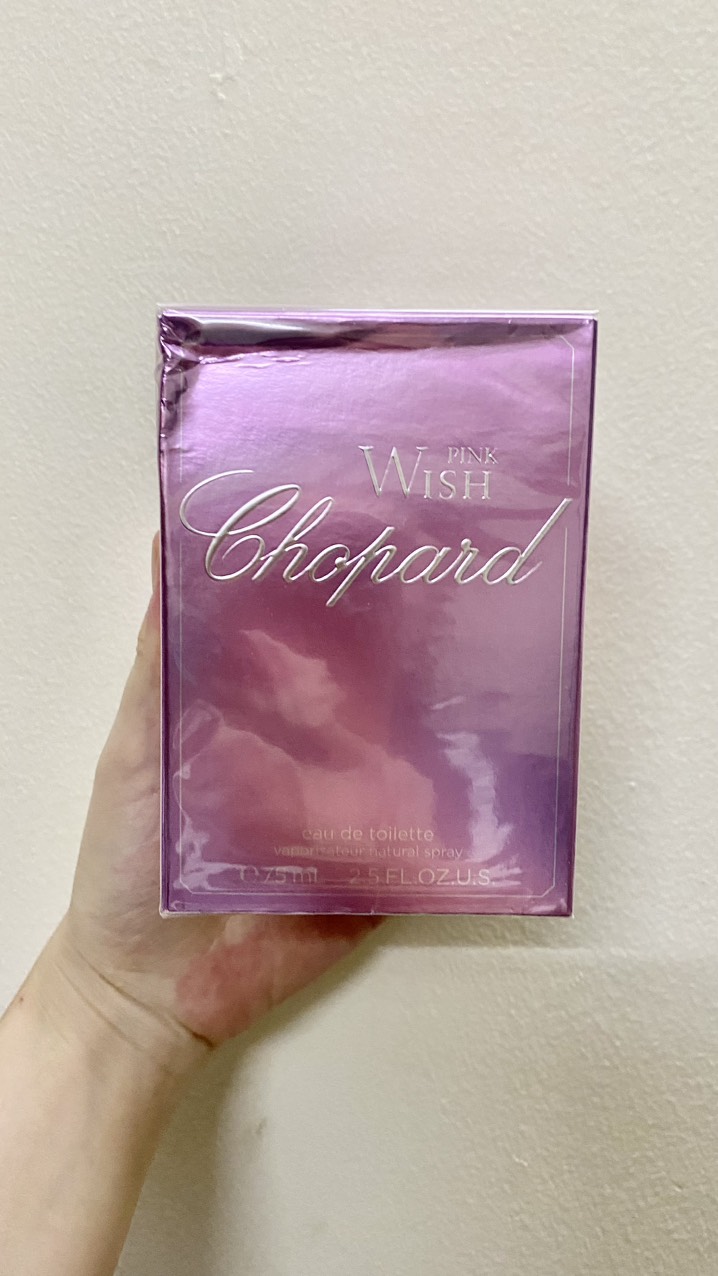 PINK
WISH
Chopard
eau de toilette
vaporisateur natural spray
e 75 ml 2.5 FL.OZ.U.S.